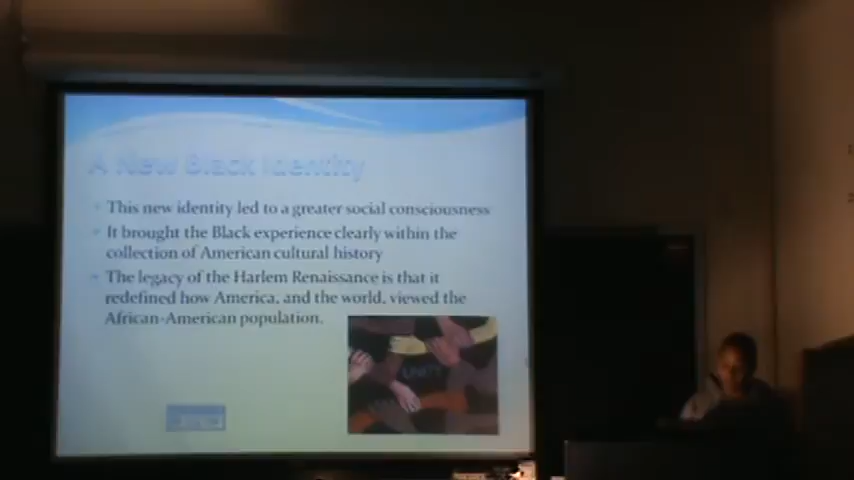 A New Black Identity
This new identity led to a greater social consciousness
It brought the Black experience clearly within the
collection of American cultural history
The legacy of the Harlem Renaissance is that it
redefined how America, and the world, viewed the
African-American population.
UNITY